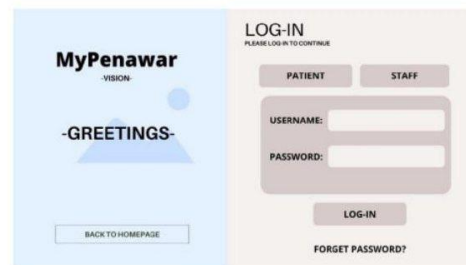 MyPenawar
-VISION-
-GREETINGS-
BACK TO HOMEPAGE
LOG-IN
PLEASE LOG-IN TO CONTINUE
PATIENT
STAFF
USERNAME:
PASSWORD:
LOG-IN
FORGET PASSWORD?